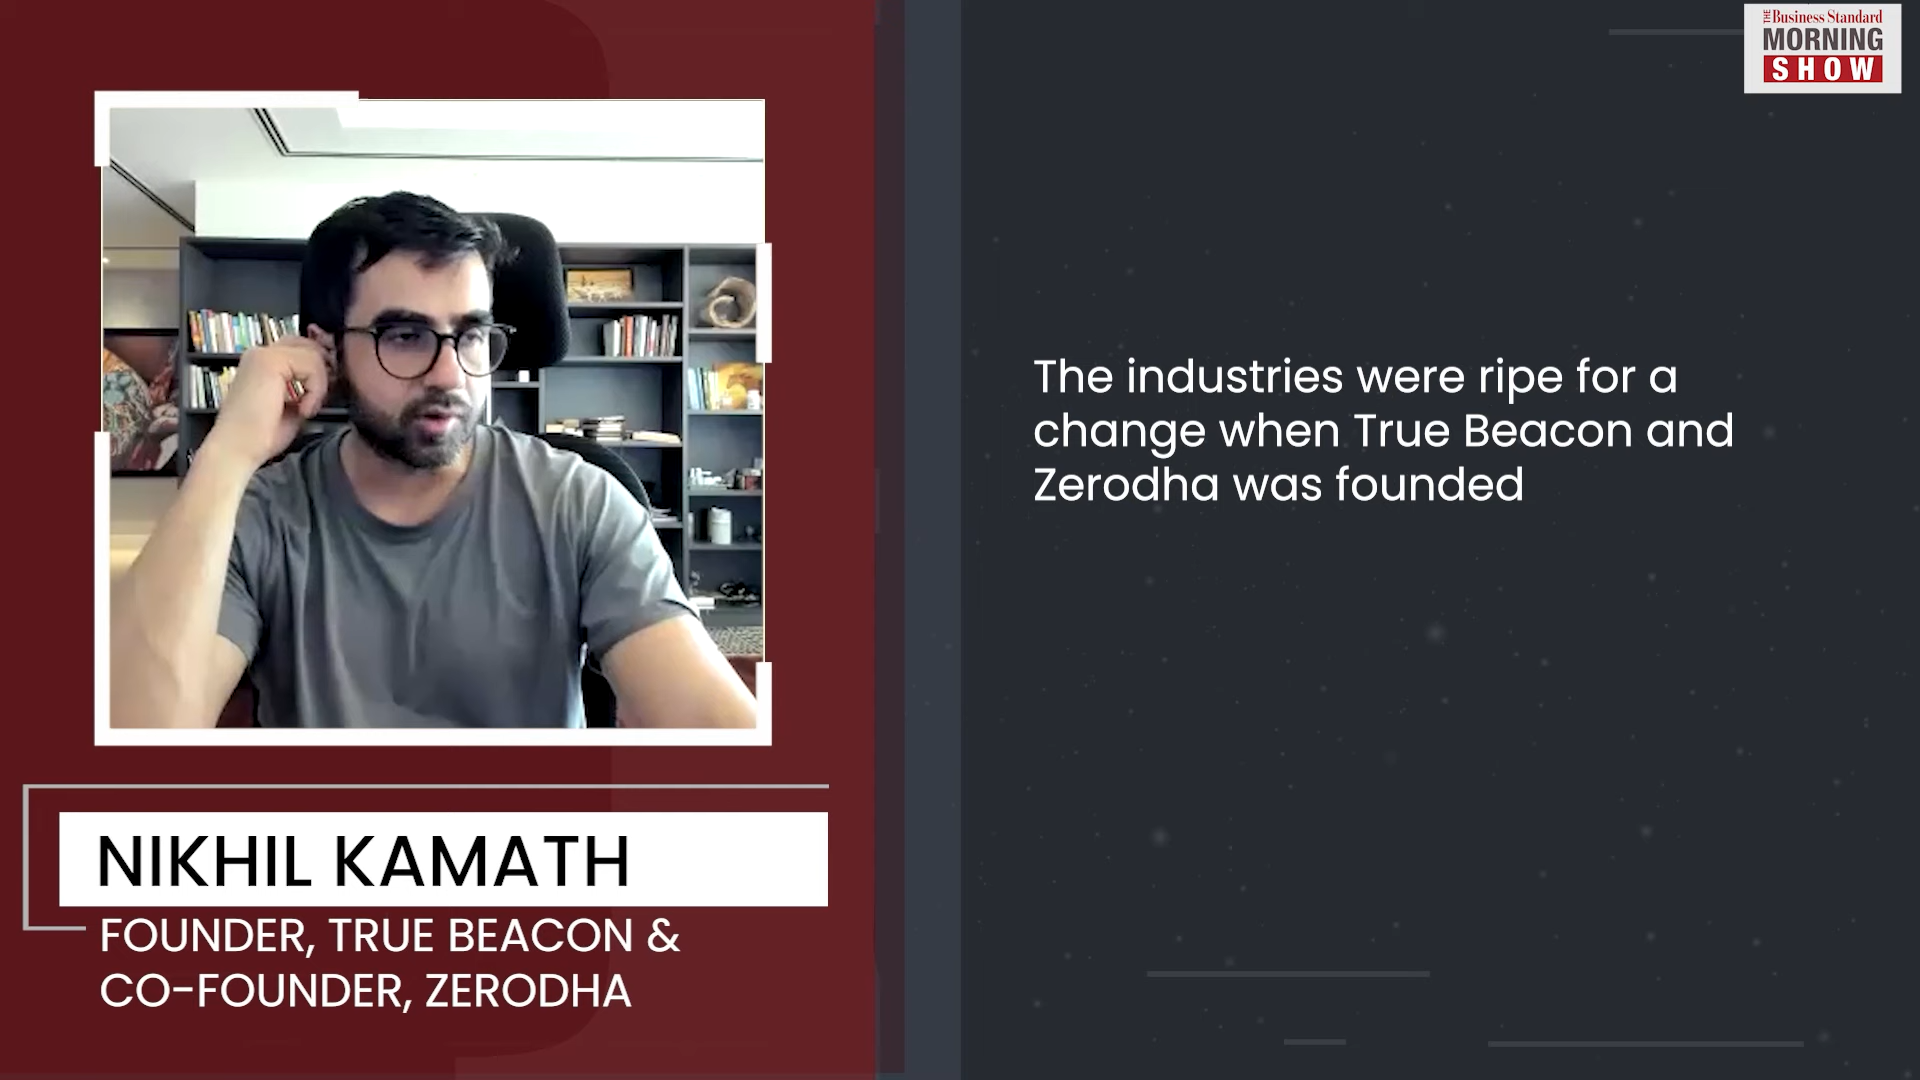 THE Business Standard
MORNING
SHOW
The industries were ripe for a
change when True Beacon and
Zerodha was founded
NIKHIL KAMATH
FOUNDER, TRUE BEACON &
CO-FOUNDER, ZERODHA